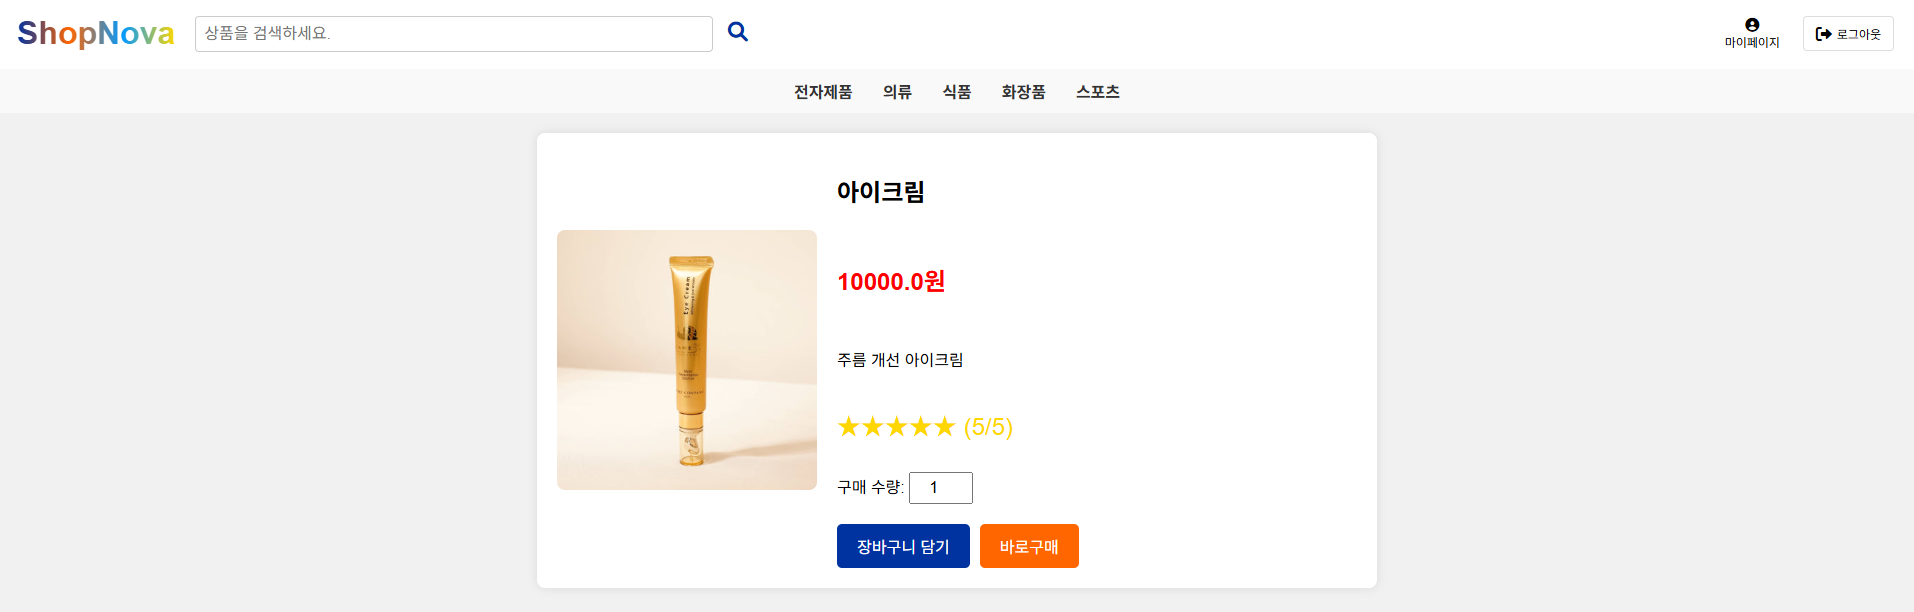 ShopNova 상품을 검색하세요. 마이페이지 로그아웃
전자제품 의류 식품 화장품 스포츠
아이크림
10000.0원
Eye Cream
주름 개선 아이크림
★★★★★ (5/5)
구매 수량: 1
장바구니 담기 바로구매